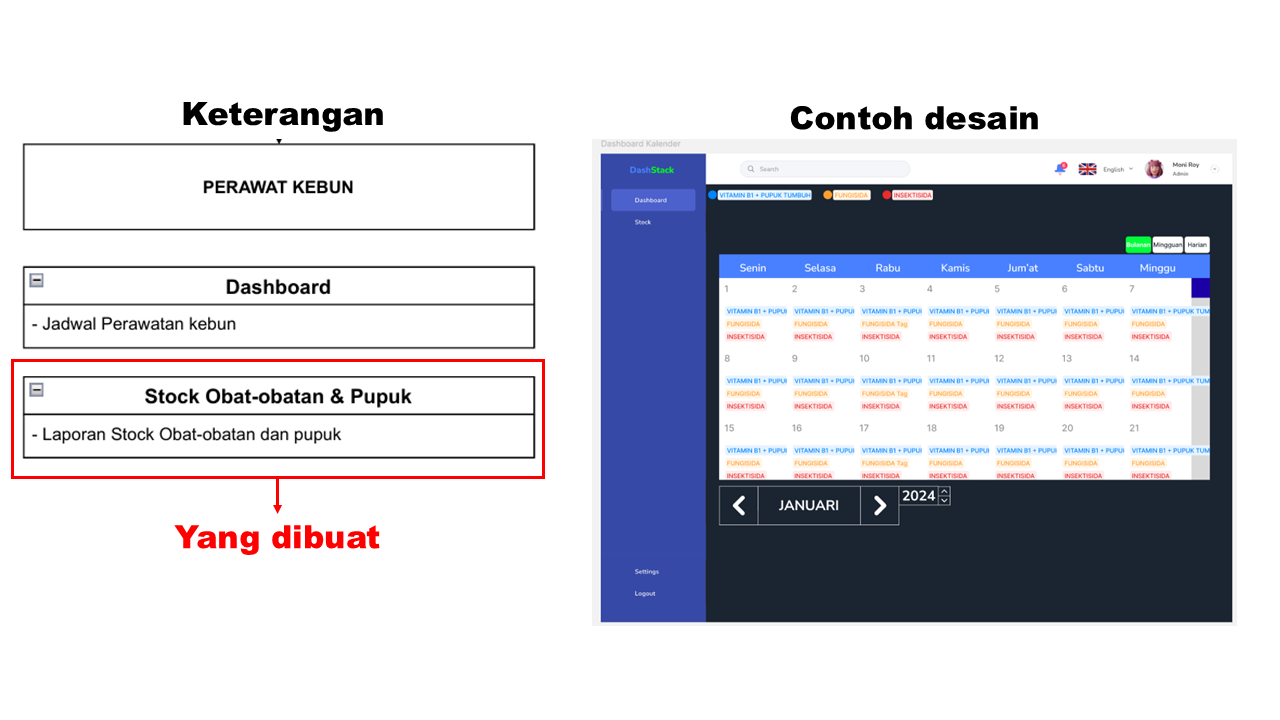 Keterangan
PERAWAT KEBUN
Dashboard
- Jadwal Perawatan kebun
Stock Obat-obatan & Pupuk
- Laporan Stock Obat-obatan dan pupuk
Yang dibuat
Contoh desain
Dashboard Kalender
DashStack
Search
English
Moni Roy
Admin
Dashboard
Stock
Settings
Logout
VITAMIN B1 + PUPUK TUMBUH FUNGISIDA INSEKTISIDA
Bulanan Mingguan Harian
Senin Selasa Rabu Kamis Jum'at Sabtu Minggu
1 2 3 4 5 6 7
VITAMIN B1 + PUPUI VITAMIN B1 + PUPUI VITAMIN B1 + PUPUI VITAMIN B1 + PUPUI VITAMIN B1 + PUPUI VITAMIN B1 + PUPUI VITAMIN B1 + PUPUK TUM
FUNGISIDA FUNGISIDA FUNGISIDA Tag FUNGISIDA FUNGISIDA FUNGISIDA FUNGISIDA
INSEKTISIDA INSEKTISIDA INSEKTISIDA INSEKTISIDA INSEKTISIDA INSEKTISIDA INSEKTISIDA
8 9 10 11 12 13 14
VITAMIN B1 + PUPUI VITAMIN B1 + PUPUI VITAMIN B1 + PUPUI VITAMIN B1 + PUPUI VITAMIN B1 + PUPUI VITAMIN B1 + PUPUI VITAMIN B1 + PUPUK TUM
FUNGISIDA FUNGISIDA FUNGISIDA Tag FUNGISIDA FUNGISIDA FUNGISIDA FUNGISIDA
INSEKTISIDA INSEKTISIDA INSEKTISIDA INSEKTISIDA INSEKTISIDA INSEKTISIDA INSEKTISIDA
15 16 17 18 19 20 21
VITAMIN B1 + PUPUI VITAMIN B1 + PUPUI VITAMIN B1 + PUPUI VITAMIN B1 + PUPUI VITAMIN B1 + PUPUI VITAMIN B1 + PUPUI VITAMIN B1 + PUPUK TUM
FUNGISIDA FUNGISIDA FUNGISIDA Tag FUNGISIDA FUNGISIDA FUNGISIDA FUNGISIDA
INSEKTISIDA INSEKTISIDA INSEKTISIDA INSEKTISIDA INSEKTISIDA INSEKTISIDA INSEKTISIDA
JANUARI 2024